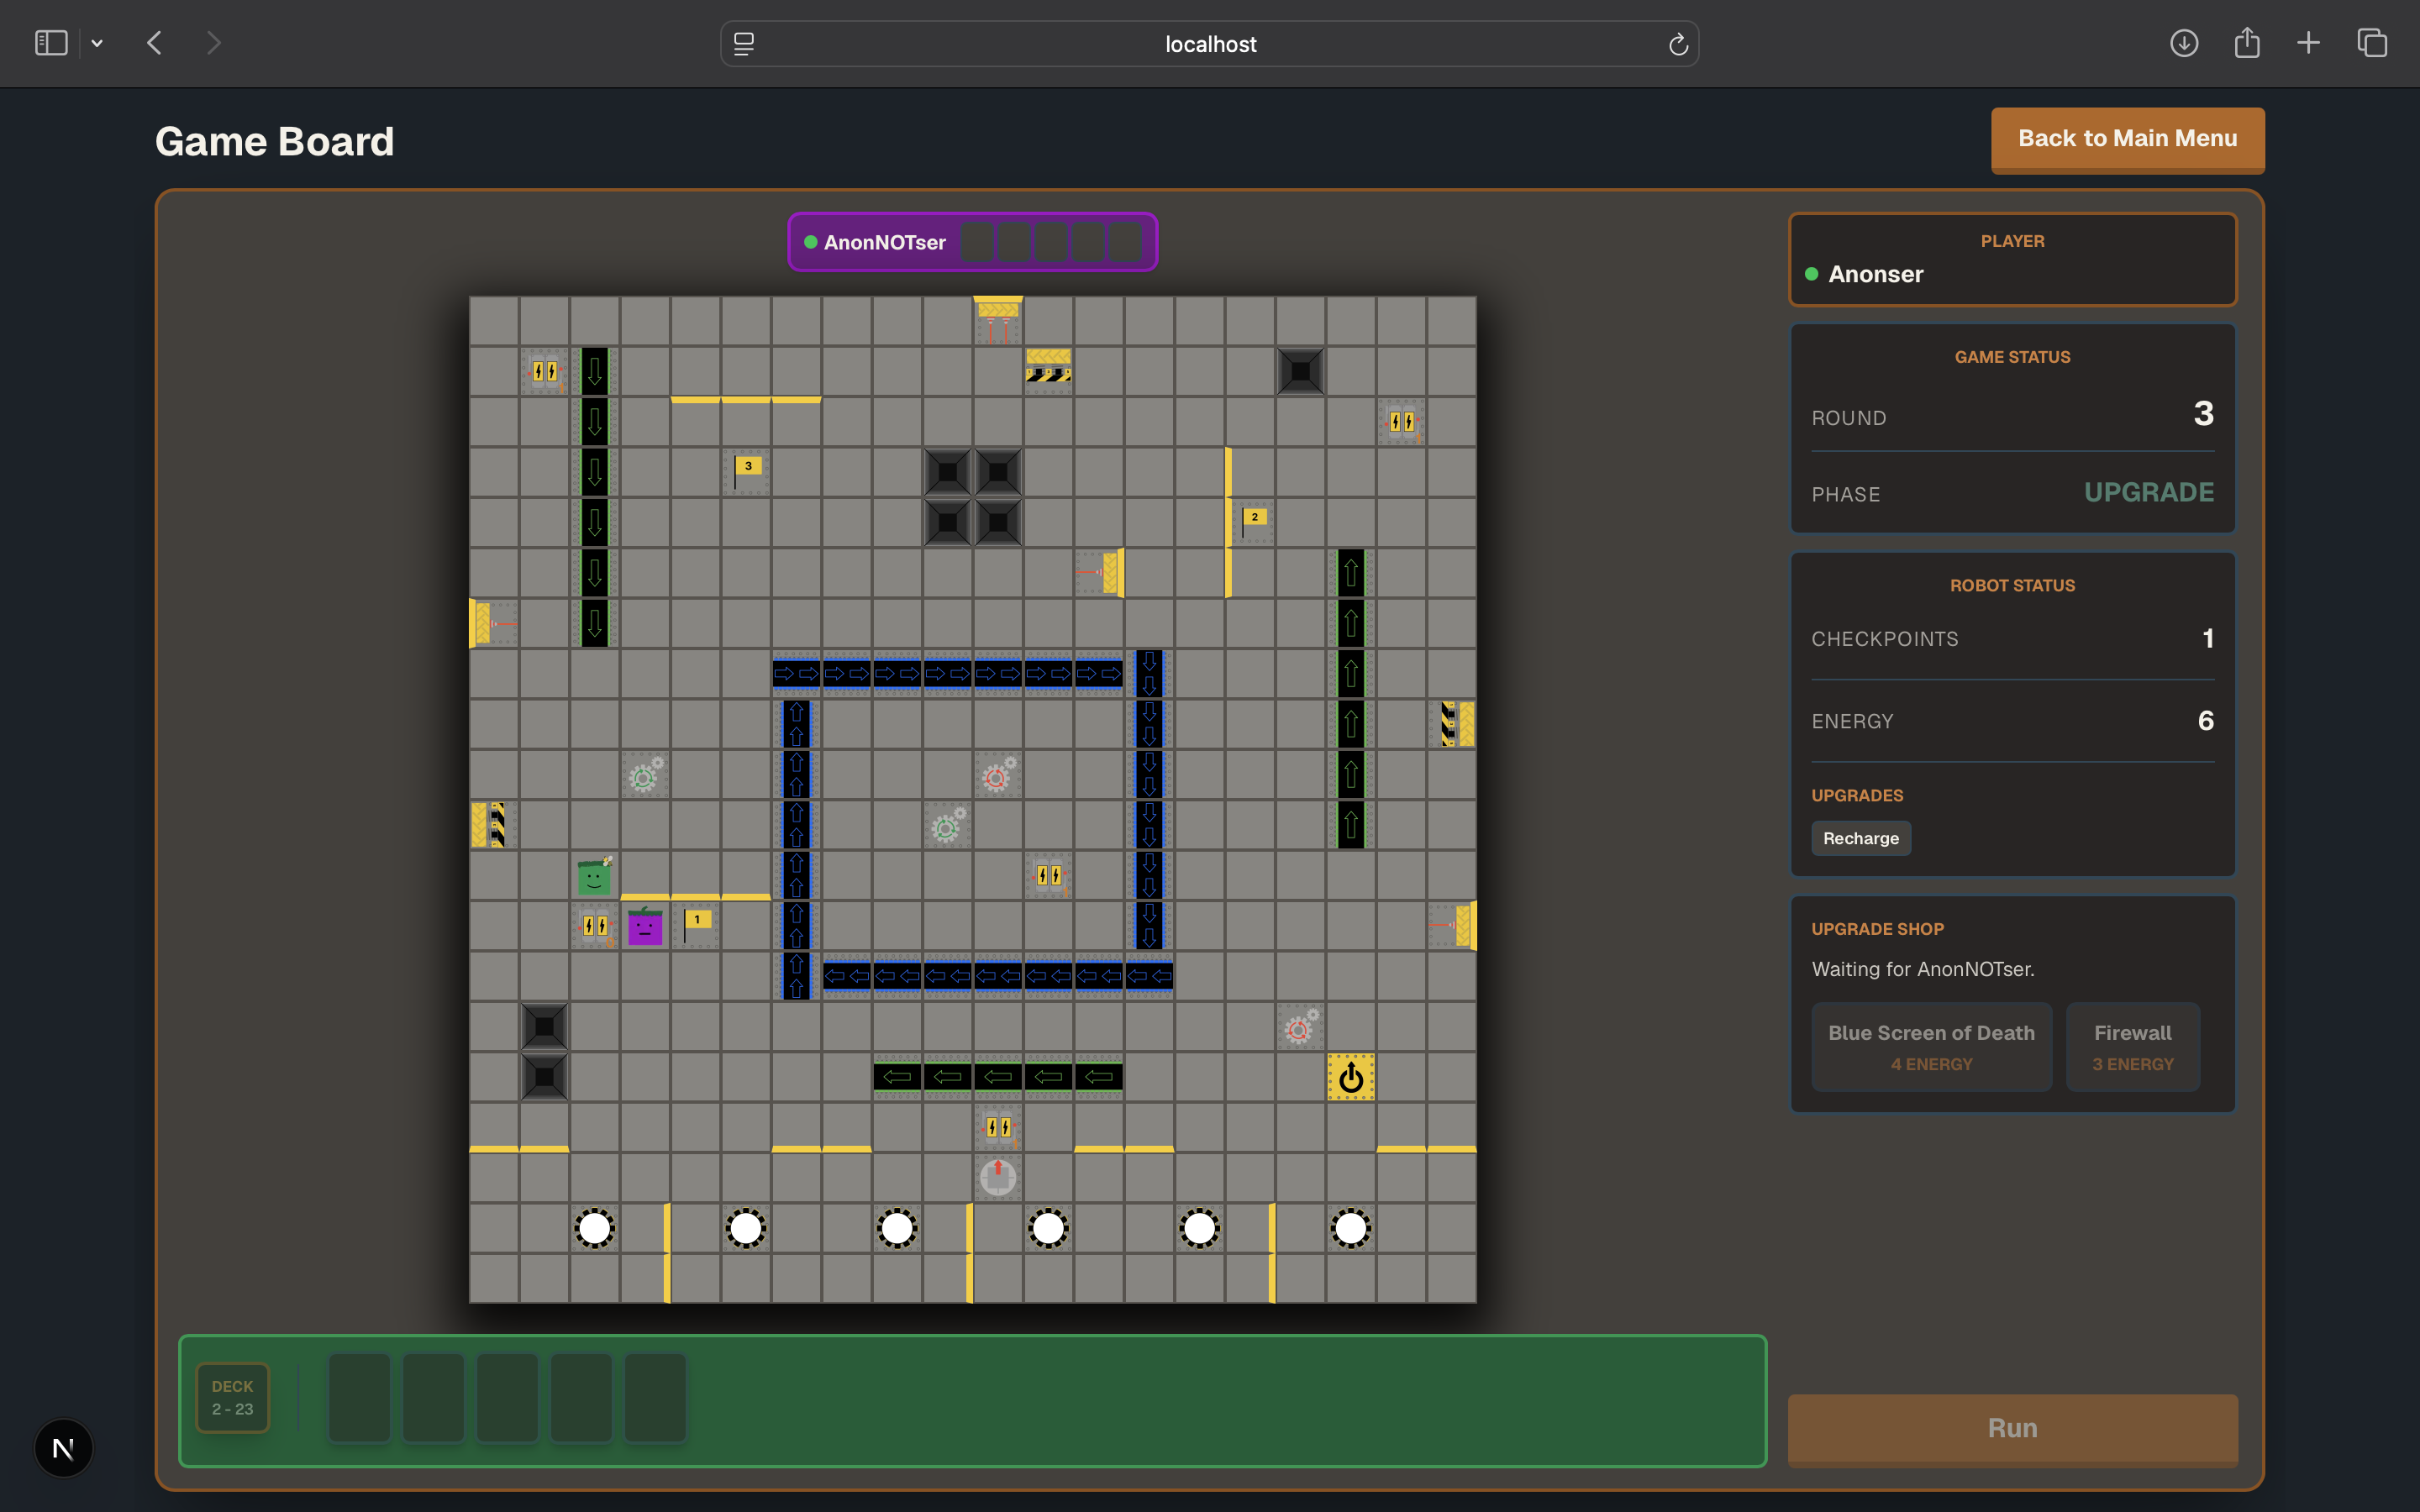 localhost
Game Board
Back to Main Menu
AnonNOTser
PLAYER
Anonser
GAME STATUS
ROUND 3
PHASE UPGRADE
ROBOT STATUS
CHECKPOINTS 1
ENERGY 6
UPGRADES
Recharge
UPGRADE SHOP
Waiting for AnonNOTser.
Blue Screen of Death
4 ENERGY
Firewall
3 ENERGY
3
2
1
DECK
2 - 23
Run
N